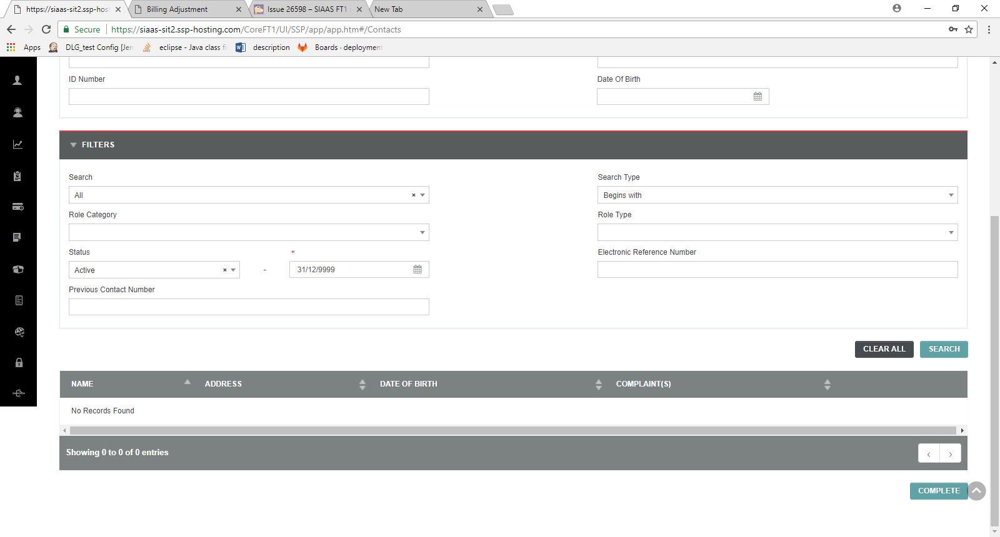 https://siaas-sit2.ssp-hos
Billing Adjustment
Issue 26598 – SIAAS FT1
New Tab
Secure
https://siaas-sit2.ssp-hosting.com/CoreFT1/UI/SSP/app/app.htm#/Contacts
Apps
DLG_test Config [Jen
eclipse - Java class fi
description
Boards · deployment
ID Number
Date Of Birth
FILTERS
Search
Search Type
All
Begins with
Role Category
Role Type
Status *
Electronic Reference Number
Active
-
31/12/9999
Previous Contact Number
CLEAR ALL
SEARCH
NAME
ADDRESS
DATE OF BIRTH
COMPLAINT(S)
No Records Found
Showing 0 to 0 of 0 entries
COMPLETE